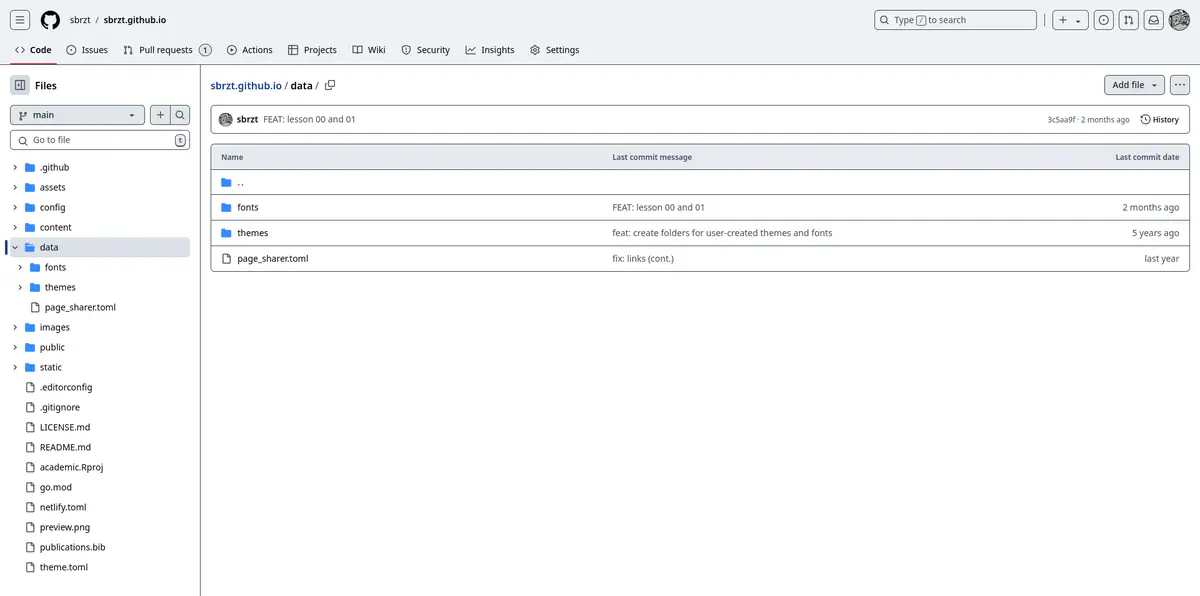 sbrzt / sbrzt.github.io
Type / to search
Code Issues Pull requests 1 Actions Projects Wiki Security Insights Settings
Files
main
Go to file t
.github
assets
config
content
data
fonts
themes
page_sharer.toml
images
public
static
.editorconfig
.gitignore
LICENSE.md
README.md
academic.Rproj
go.mod
netlify.toml
preview.png
publications.bib
theme.toml
sbrzt.github.io / data /
Add file
sbrzt FEAT: lesson 00 and 01 3c5aa9f · 2 months ago History
Name Last commit message Last commit date
..
fonts FEAT: lesson 00 and 01 2 months ago
themes feat: create folders for user-created themes and fonts 5 years ago
page_sharer.toml fix: links (cont.) last year